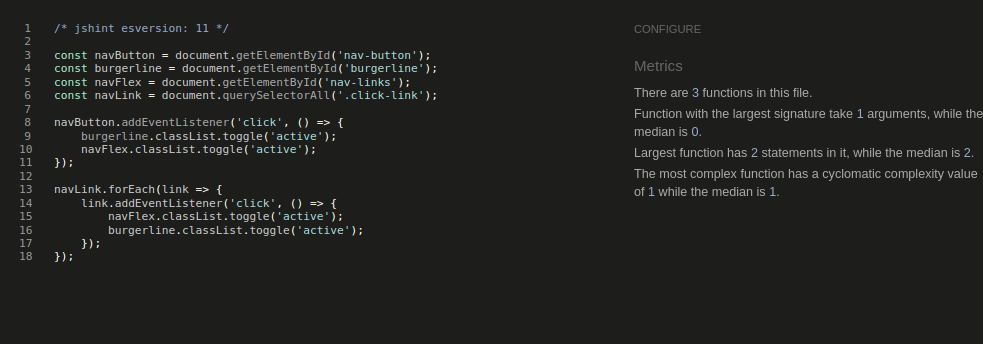 1 /* jshint esversion: 11 */
2
3 const navButton = document.getElementById('nav-button');
4 const burgerline = document.getElementById('burgerline');
5 const navFlex = document.getElementById('nav-links');
6 const navLink = document.querySelectorAll('.click-link');
7
8 navButton.addEventListener('click', () => {
9     burgerline.classList.toggle('active');
10     navFlex.classList.toggle('active');
11 });
12
13 navLink.forEach(link => {
14     link.addEventListener('click', () => {
15         navFlex.classList.toggle('active');
16         burgerline.classList.toggle('active');
17     });
18 });
CONFIGURE
Metrics
There are 3 functions in this file.
Function with the largest signature take 1 arguments, while the
median is 0.
Largest function has 2 statements in it, while the median is 2.
The most complex function has a cyclomatic complexity value
of 1 while the median is 1.